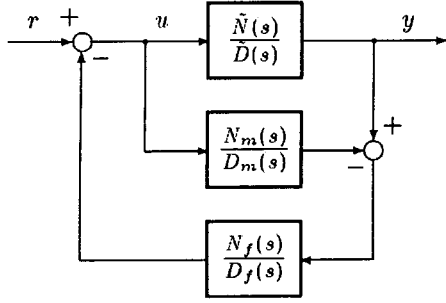 r + u Ñ(s) y
− D̃(s)
N_m(s) +
D_m(s) −
N_f(s)
D_f(s)